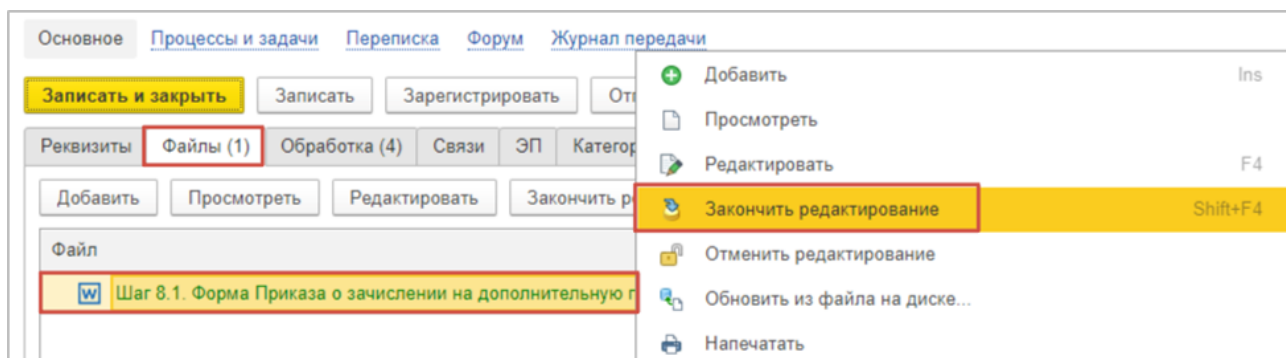 Основное Процессы и задачи Переписка Форум Журнал передачи
Записать и закрыть Записать Зарегистрировать
Реквизиты Файлы (1) Обработка (4) Связи ЭП
Добавить Просмотреть Редактировать Закончить
Файл
Шаг 8.1. Форма Приказа о зачислении на дополнительную
Добавить Ins
Просмотреть
Редактировать F4
Закончить редактирование Shift+F4
Отменить редактирование
Обновить из файла на диске...
Напечатать